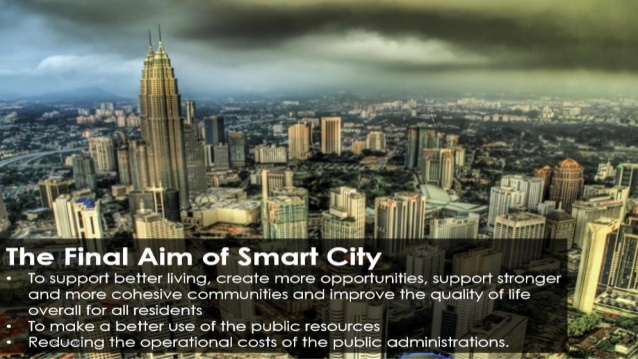 The Final Aim of Smart City
• To support better living, create more opportunities, support stronger
and more cohesive communities and improve the quality of life
overall for all residents
• To make a better use of the public resources
• Reducing the operational costs of the public administrations.